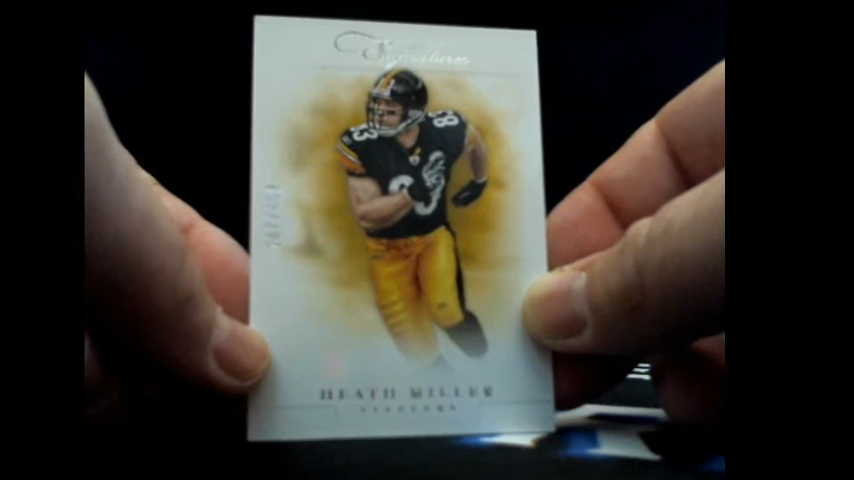 Signatures
83
83
HEATH MILLER
STEELERS